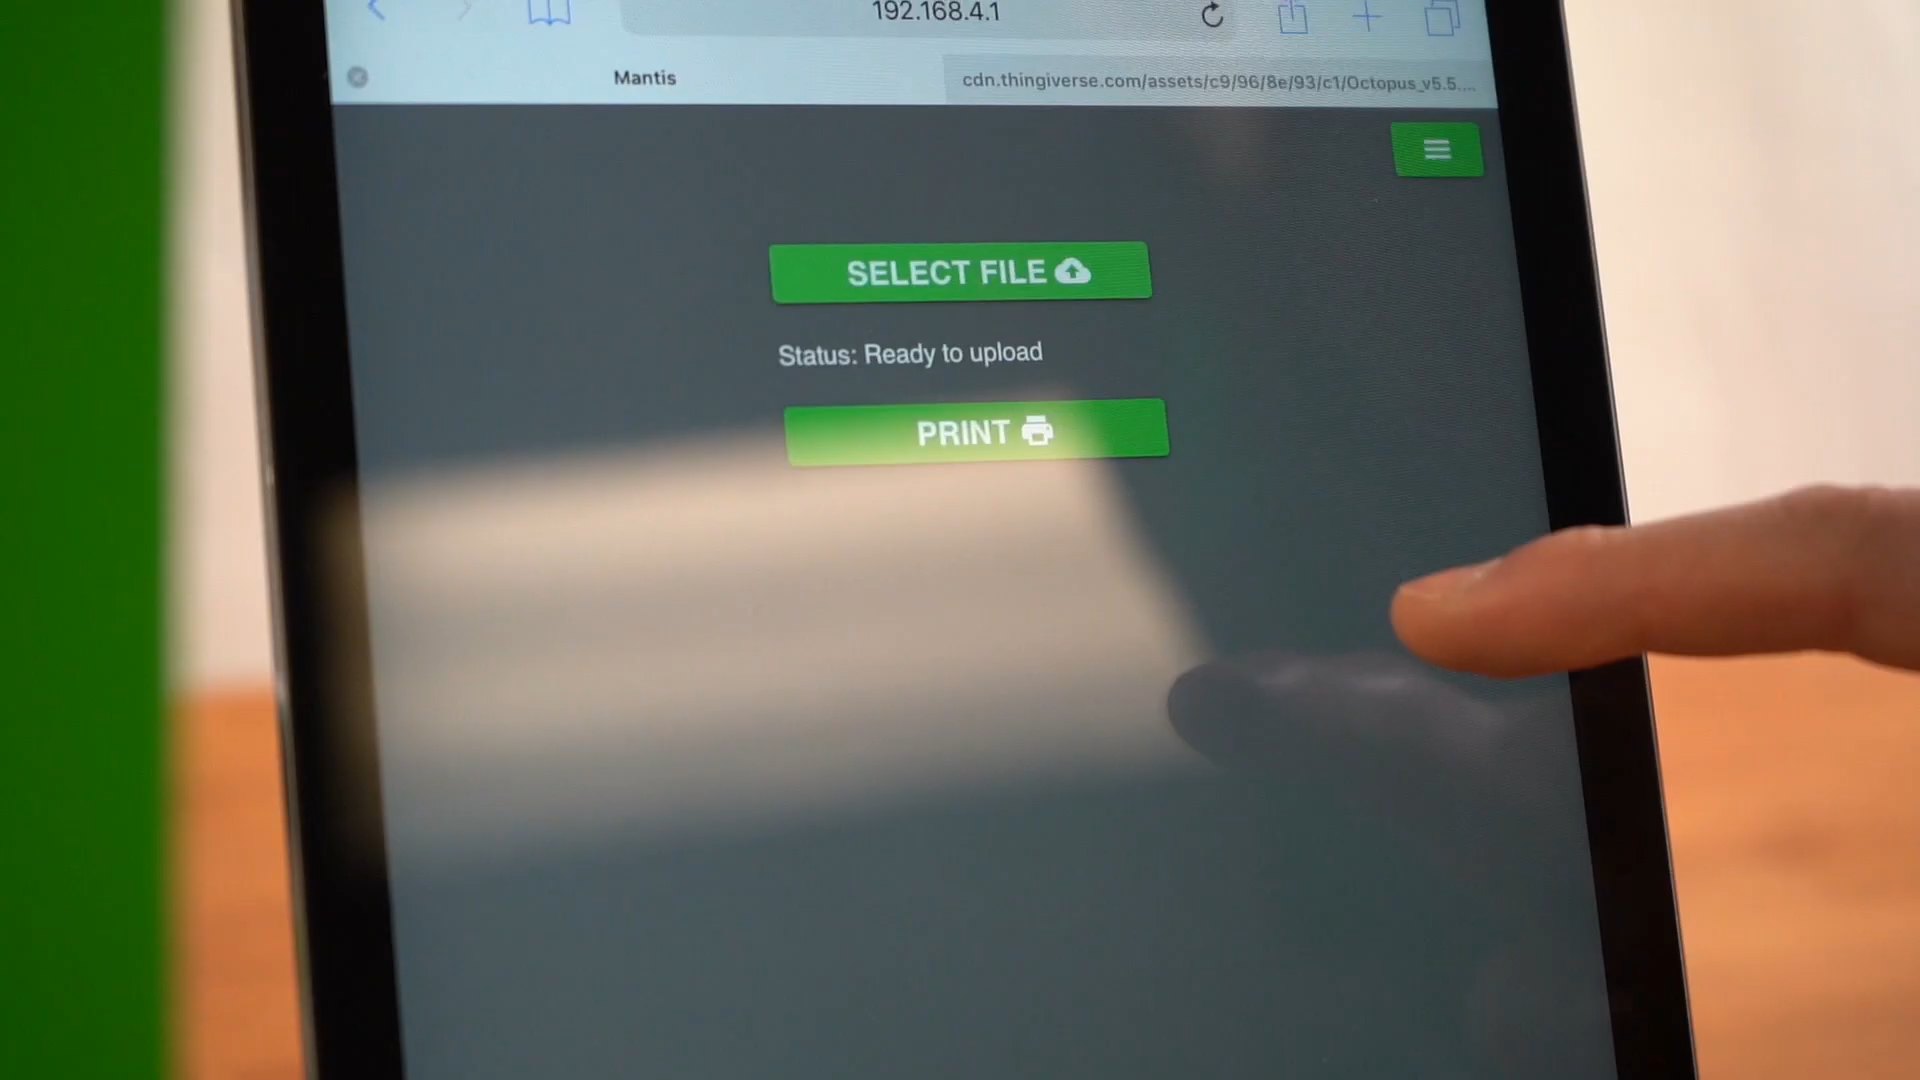 192.168.4.1
Mantis
cdn.thingiverse.com/assets/c9/96/8e/93/c1/Octopus_v5.5....
SELECT FILE
Status: Ready to upload
PRINT